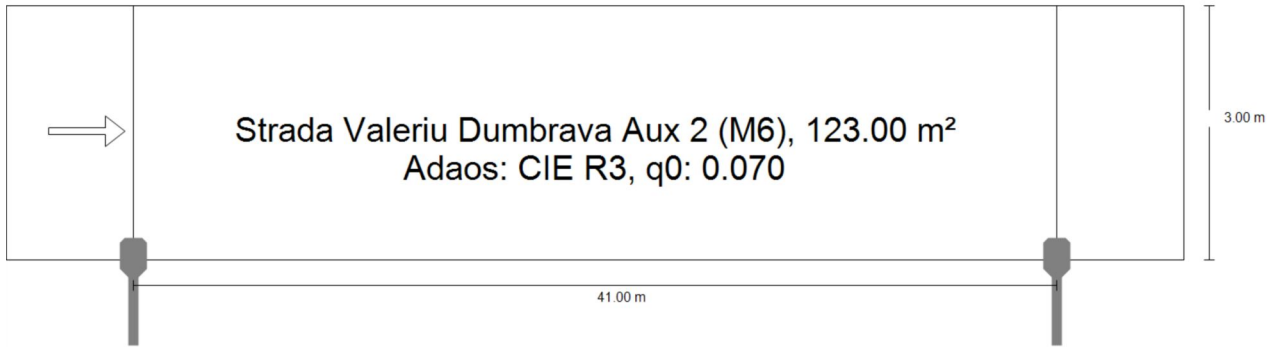 Strada Valeriu Dumbrava Aux 2 (M6), 123.00 m²
Adaos: CIE R3, q0: 0.070
3.00 m
41.00 m